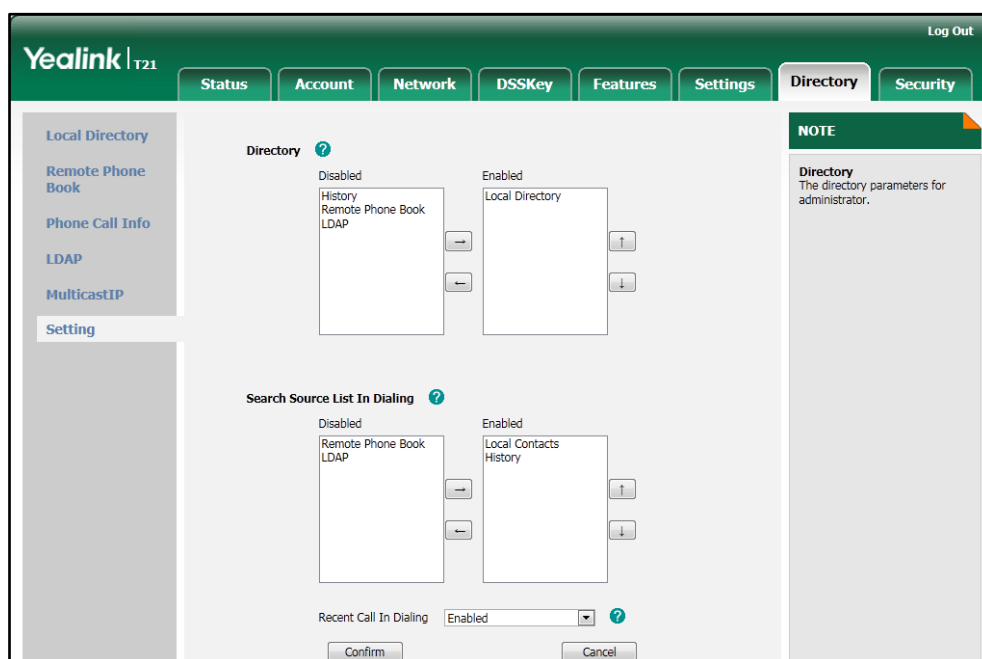 Log Out
Yealink | T21
Status Account Network DSSKey Features Settings Directory Security
Local Directory
Remote Phone
Book
Phone Call Info
LDAP
MulticastIP
Setting
Directory ?
Disabled Enabled
History
Remote Phone Book
LDAP
Local Directory
→
←
↑
↓
Search Source List In Dialing ?
Disabled Enabled
Remote Phone Book
LDAP
Local Contacts
History
→
←
↑
↓
Recent Call In Dialing Enabled ?
Confirm Cancel
NOTE
Directory
The directory parameters for
administrator.